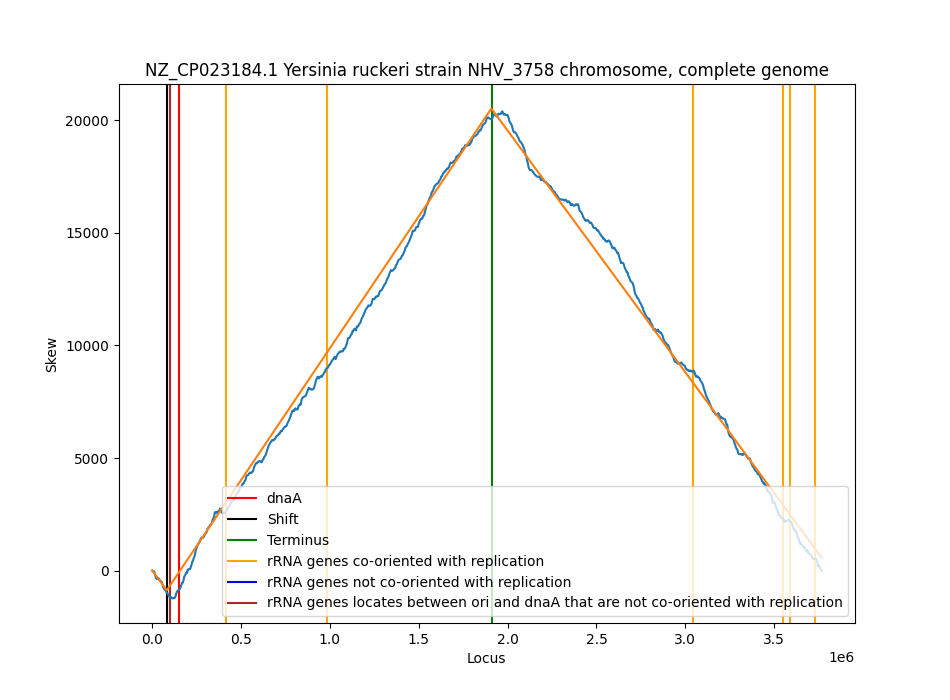 NZ_CP023184.1 Yersinia ruckeri strain NHV_3758 chromosome, complete genome
Skew
20000
15000
10000
5000
0
dnaA
Shift
Terminus
rRNA genes co-oriented with replication
rRNA genes not co-oriented with replication
rRNA genes locates between ori and dnaA that are not co-oriented with replication
0.0 0.5 1.0 1.5 2.0 2.5 3.0 3.5
Locus
1e6